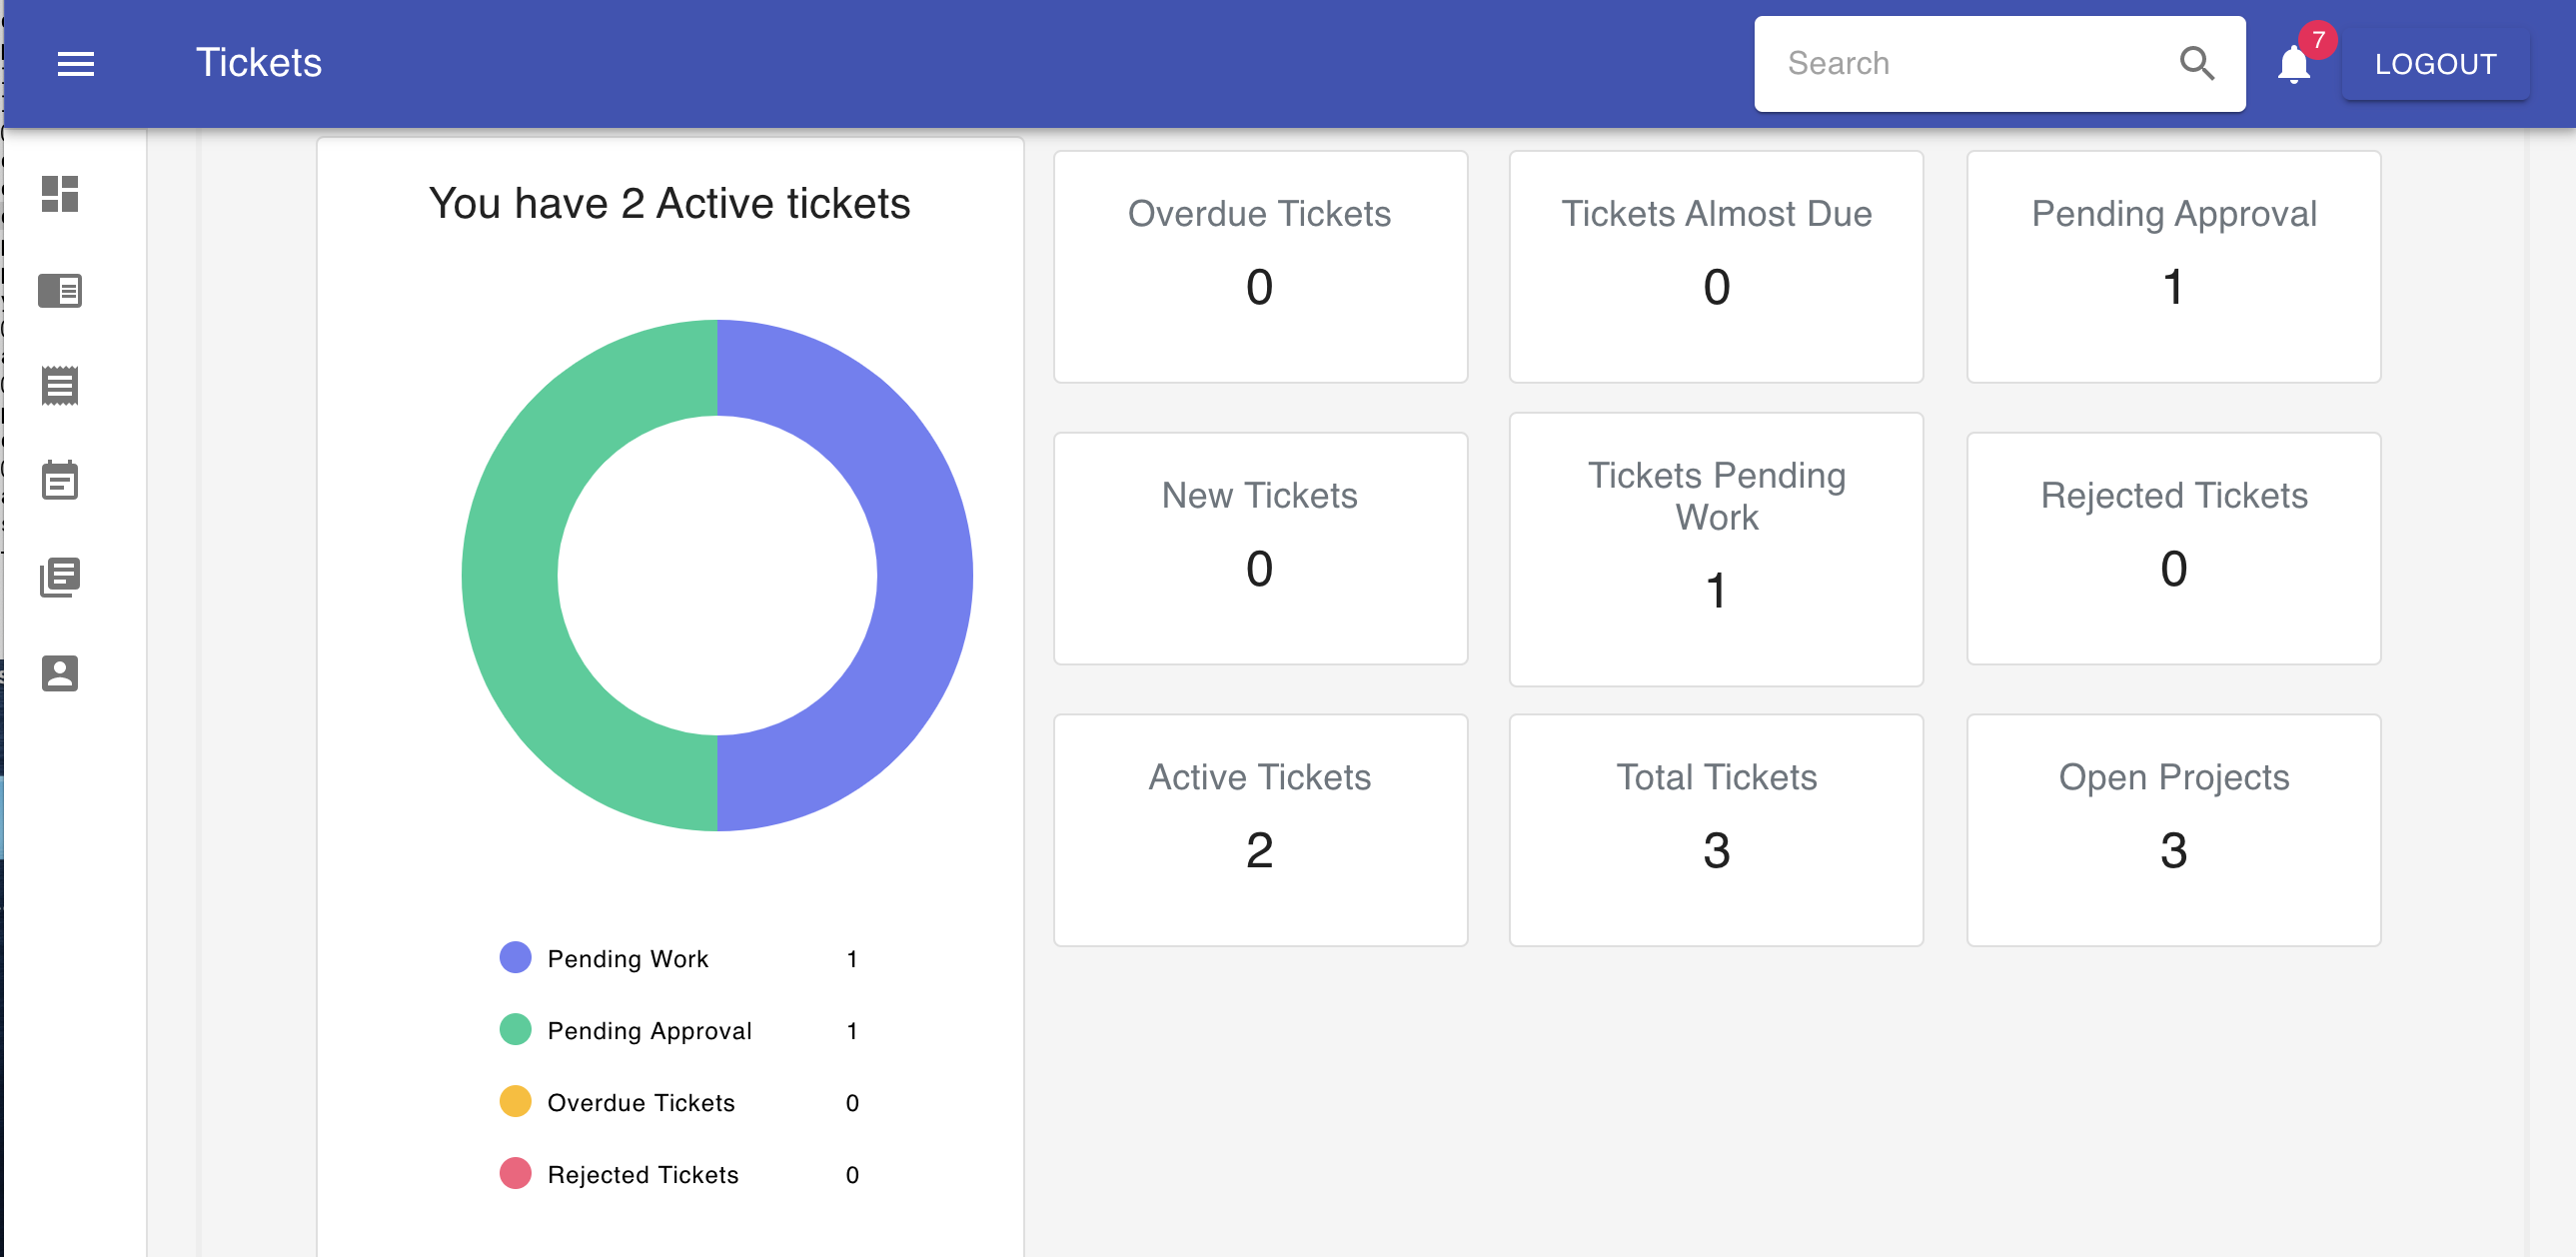 Tickets
Search
7
LOGOUT
You have 2 Active tickets
Pending Work 1
Pending Approval 1
Overdue Tickets 0
Rejected Tickets 0
Overdue Tickets
0
Tickets Almost Due
0
Pending Approval
1
New Tickets
0
Tickets Pending
Work
1
Rejected Tickets
0
Active Tickets
2
Total Tickets
3
Open Projects
3